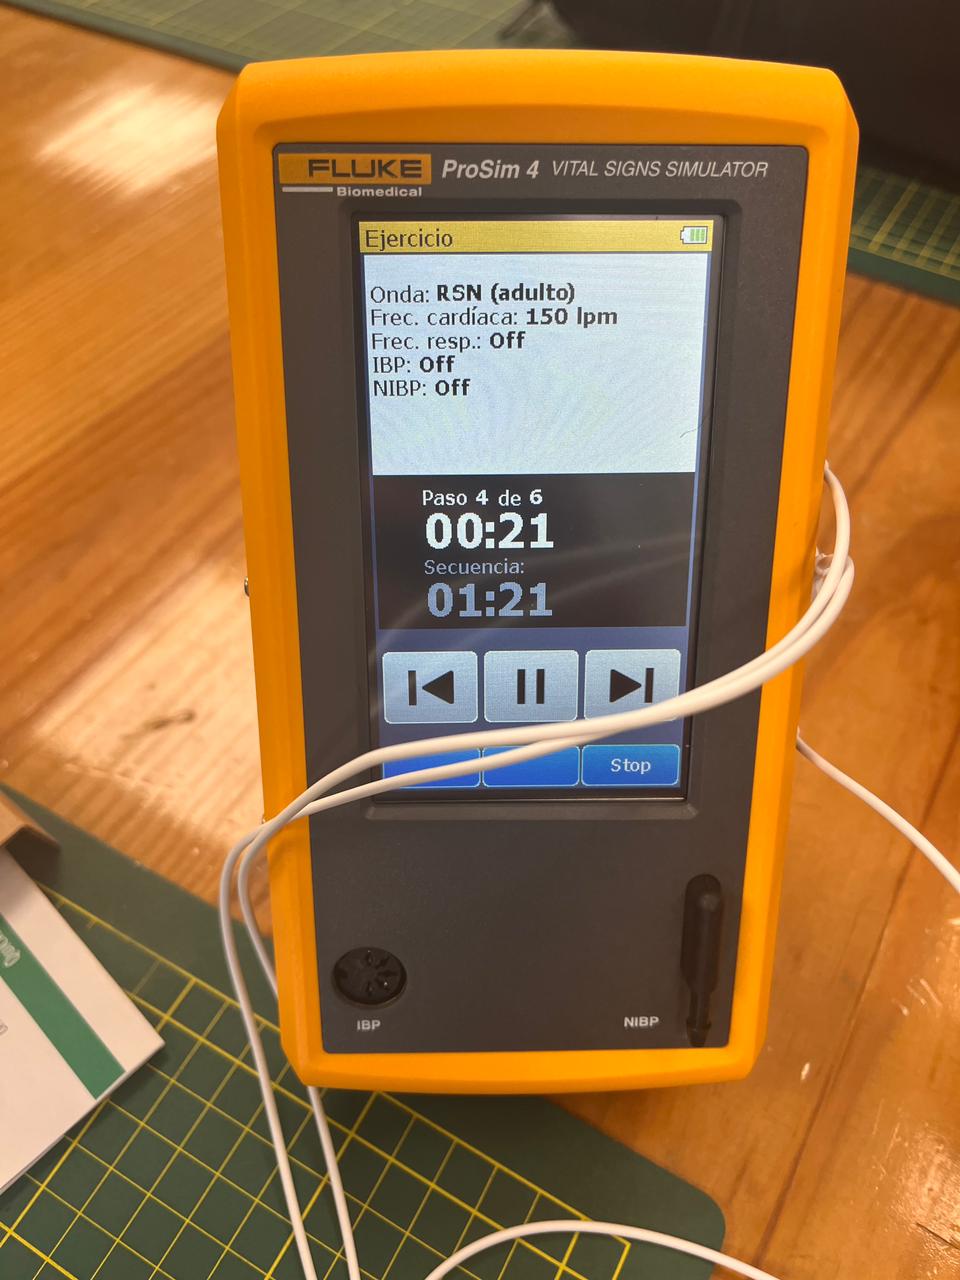 FLUKE
Biomedical
ProSim 4 VITAL SIGNS SIMULATOR
Ejercicio
Onda: RSN (adulto)
Frec. cardíaca: 150 lpm
Frec. resp.: Off
IBP: Off
NIBP: Off
Paso 4 de 6
00:21
Secuencia:
01:21
Stop
IBP
NIBP